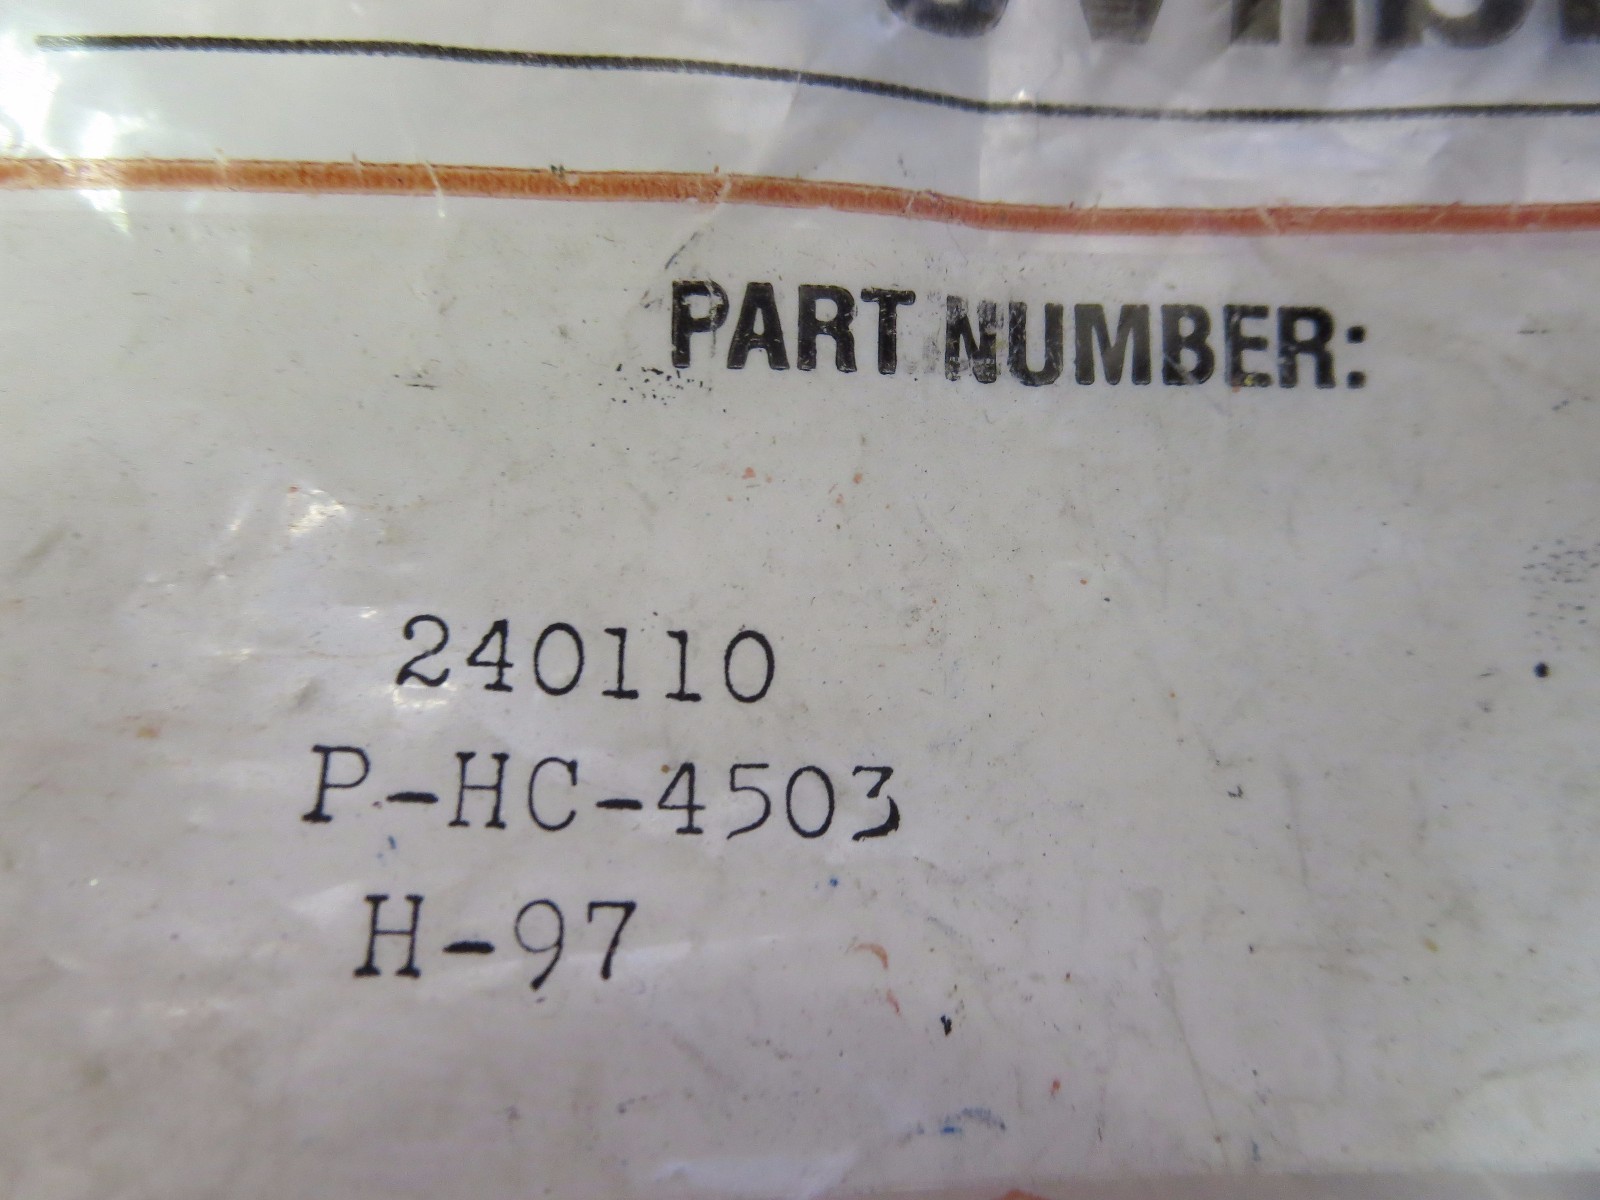 PART NUMBER:
240110
P-HC-4503
H-97